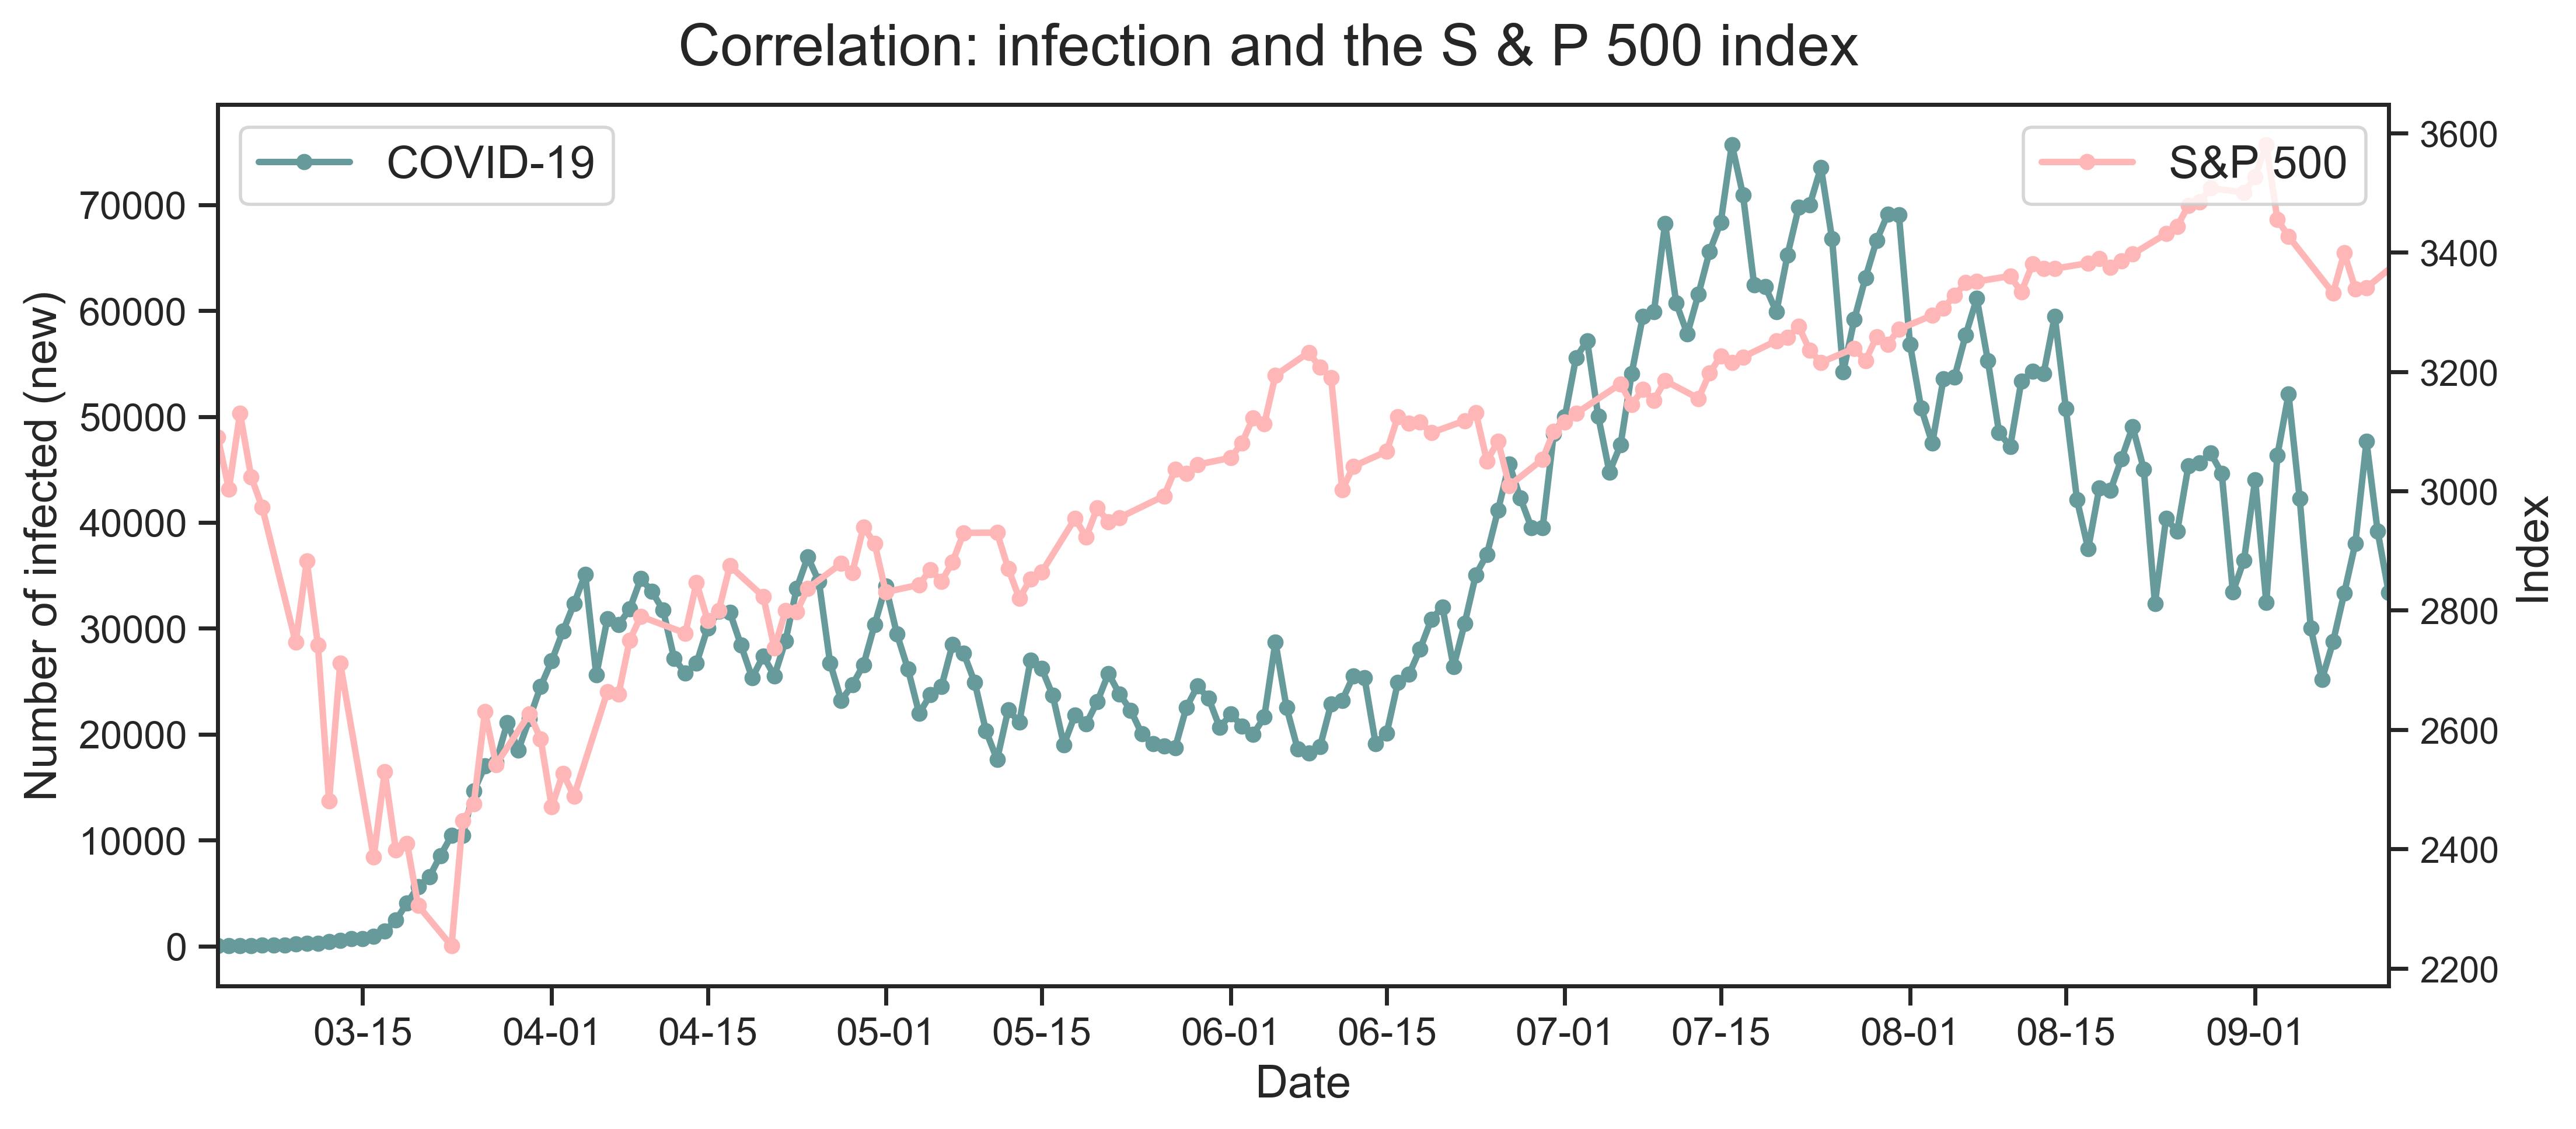 Correlation: infection and the S & P 500 index
COVID-19
S&P 500
Number of infected (new)
70000
60000
50000
40000
30000
20000
10000
0
3600
3400
3200
3000
2800
2600
2400
2200
Index
03-15 04-01 04-15 05-01 05-15 06-01 06-15 07-01 07-15 08-01 08-15 09-01
Date